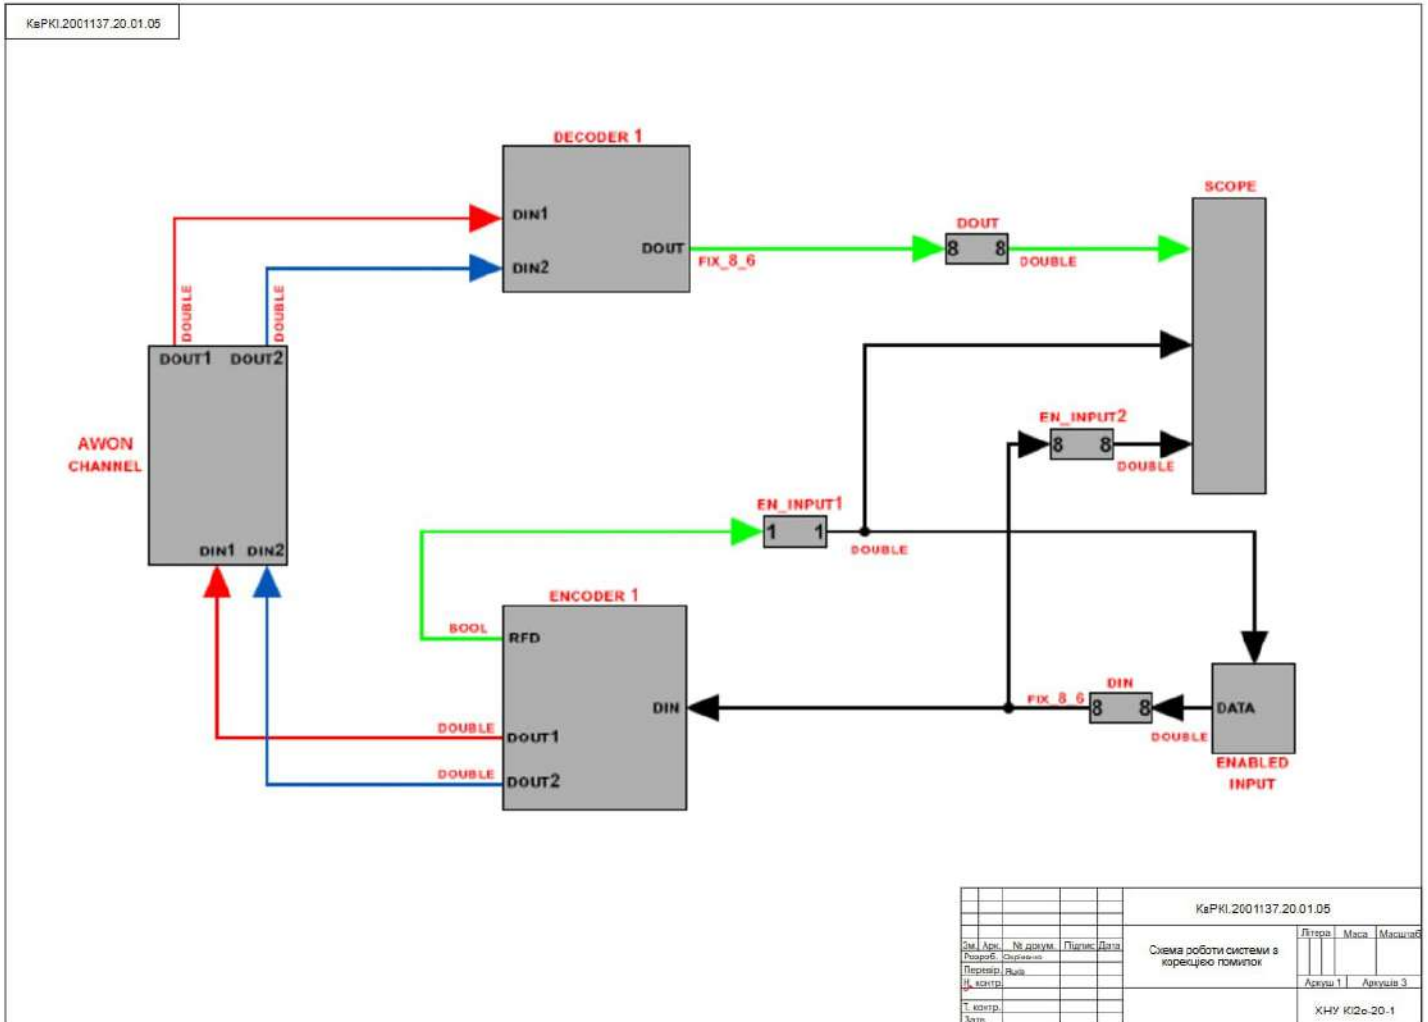 КвРКІ.2001137.20.01.05
DECODER 1
SCOPE
DIN1
DOUT
DOUT
8 8
FIX_8_6
DOUBLE
DIN2
DOUBLE
DOUBLE
DOUT1 DOUT2
EN_INPUT2
8 8
DOUBLE
AWON
CHANNEL
EN_INPUT1
1 1
DOUBLE
DIN1 DIN2
ENCODER 1
BOOL
RFD
DIN
DIN
FIX_8_6
8 8
DATA
DOUBLE
DOUBLE
DOUT1
DOUBLE
DOUT2
ENABLED
INPUT
КвРКІ.2001137.20.01.05
Зм. Арк. № докум. Підпис Дата
Розроб.
Перевір.
Н. контр.
Т. контр.
Затв.
Схема роботи системи з
корекцією помилок
Літера Маса Масштаб
Аркуш 1 Аркушів 3
ХНУ КІ2с-20-1